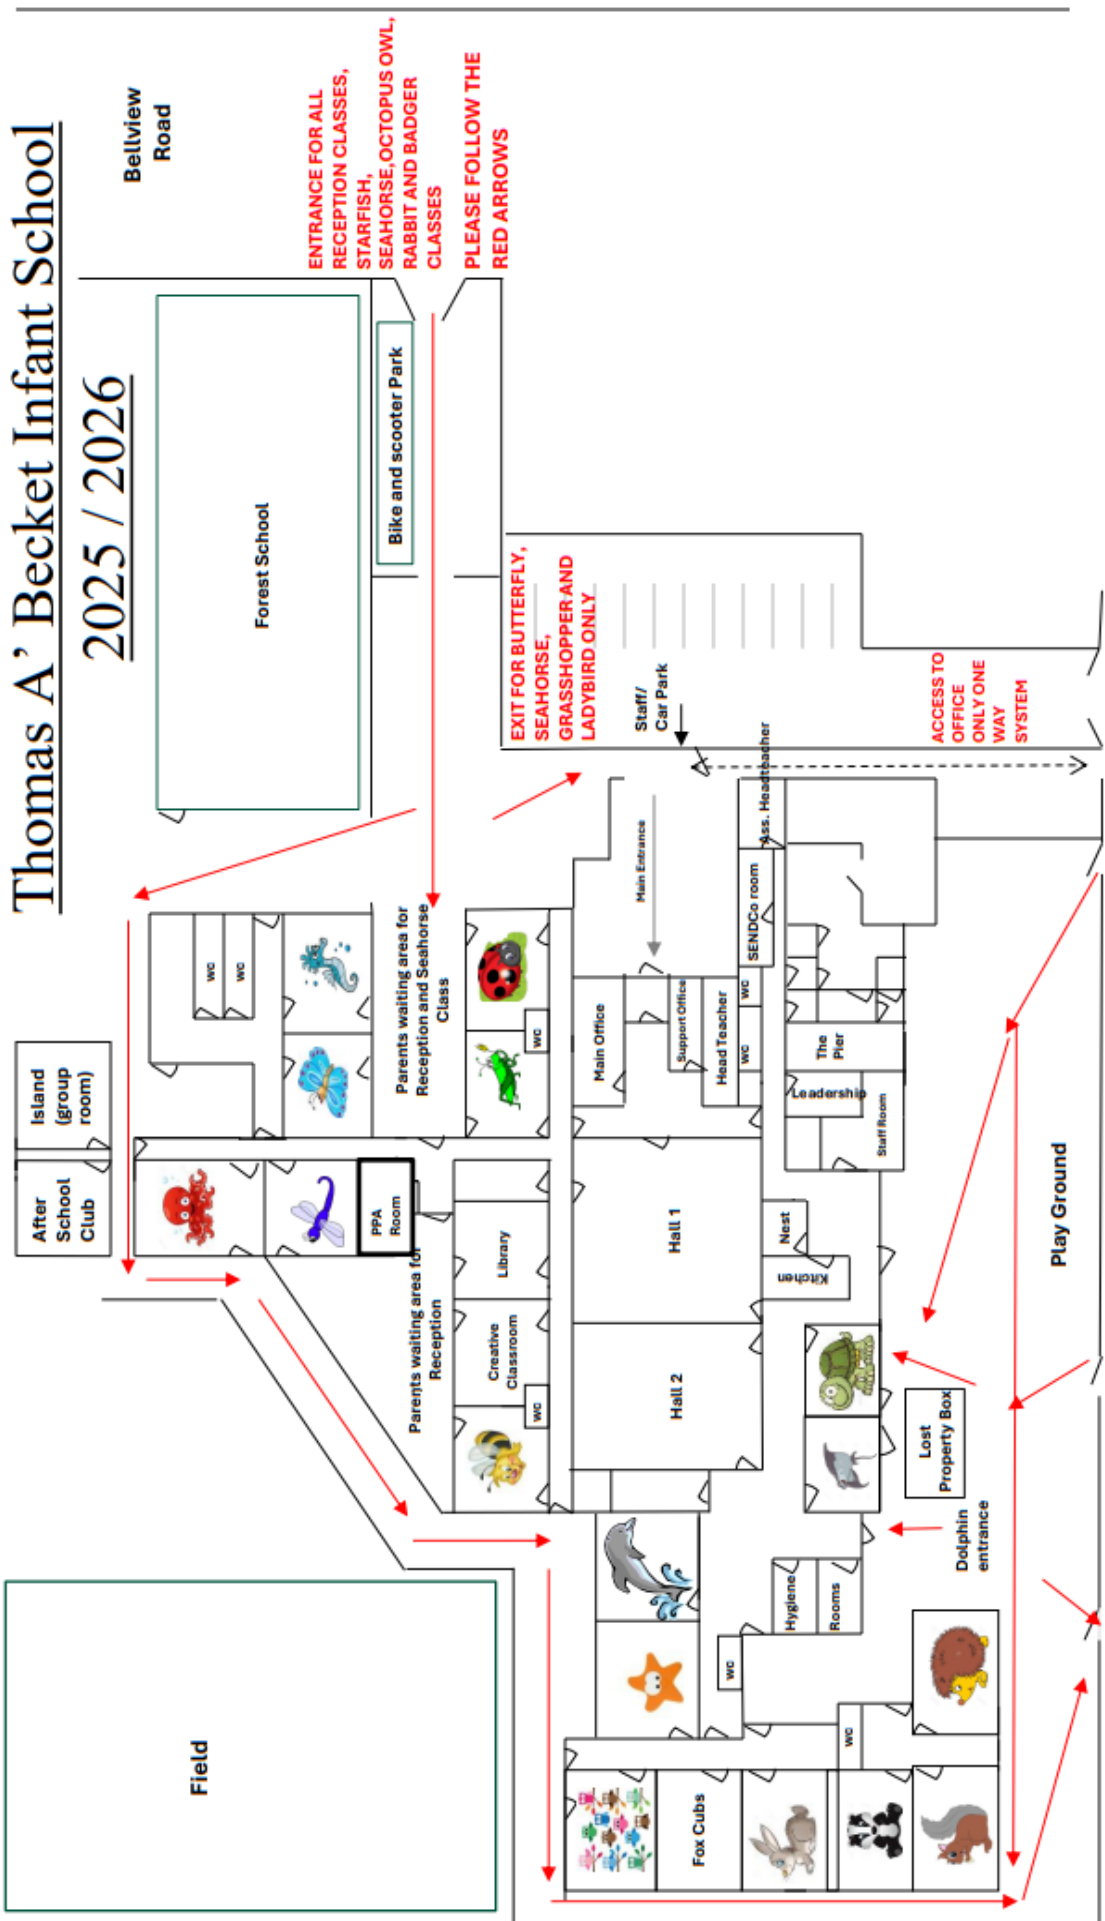 Thomas A' Becket Infant School
2025 / 2026
Bellview
Road
ENTRANCE FOR ALL
RECEPTION CLASSES,
STARFISH,
SEAHORSE,OCTOPUS OWL,
RABBIT AND BADGER
CLASSES
PLEASE FOLLOW THE
RED ARROWS
Forest School
Bike and scooter Park
EXIT FOR BUTTERFLY,
SEAHORSE,
GRASSHOPPER AND
LADYBIRD ONLY
Staff/
Car Park
ACCESS TO
OFFICE
ONLY ONE
WAY
SYSTEM
Island
(group
room)
After
School
Club
wc
wc
Parents waiting area for
Reception and Seahorse
Class
wc
Main Entrance
Main Office
Support Office
Head Teacher
wc
wc
SENDCo room
Ass. Headteacher
The
Pier
Leadership
Staff Room
PPA
Room
Parents waiting area for
Reception
Library
Creative
Classroom
wc
Hall 1
Hall 2
Nest
Kitchen
Play Ground
Lost
Property Box
Dolphin
entrance
Hygiene
Rooms
wc
wc
Field
Fox Cubs